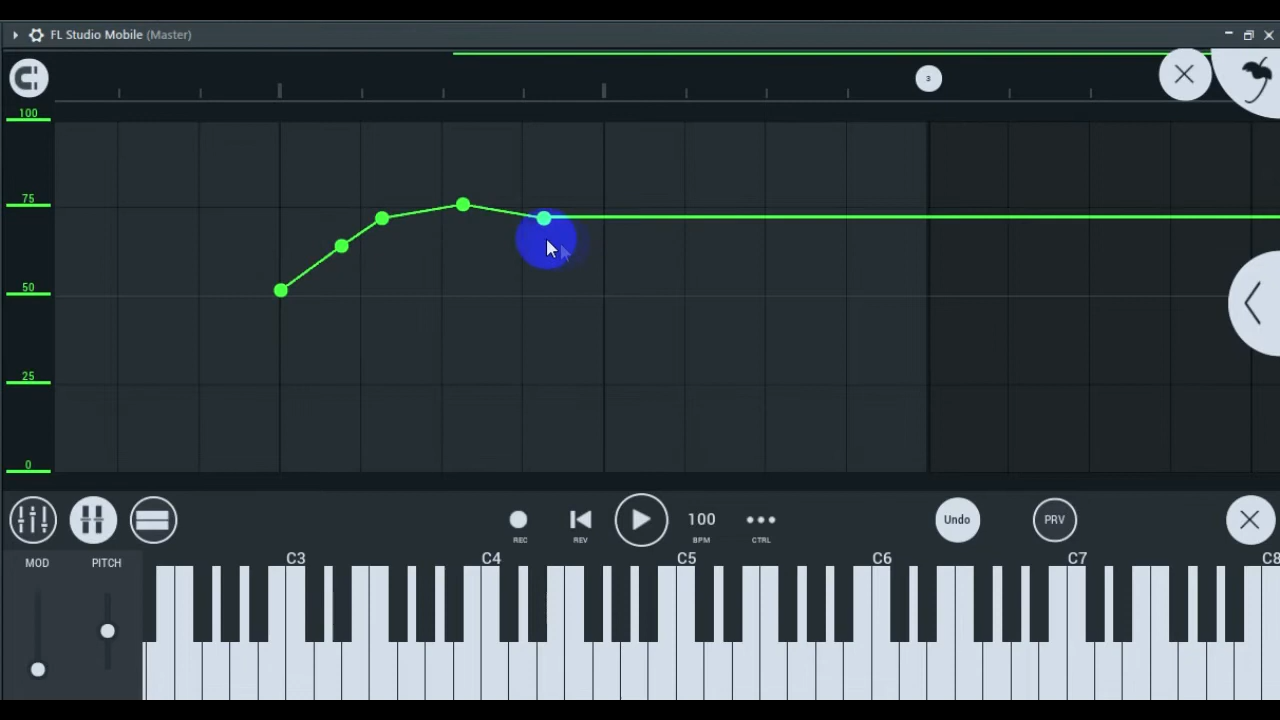 FL Studio Mobile (Master)
3
100
75
50
25
0
100
Undo
PRV
REC
REV
BPM
CTRL
MOD
PITCH
C3
C4
C5
C6
C7
C8